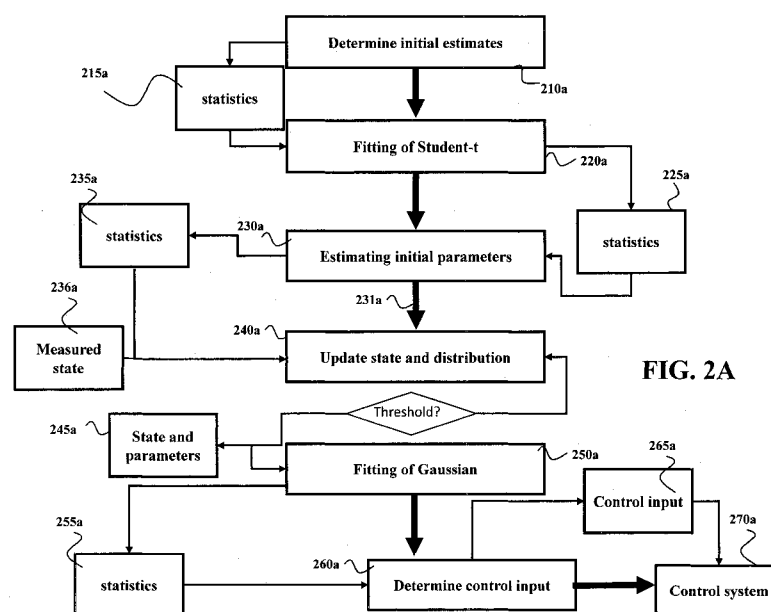 Determine initial estimates
215a
210a
statistics
Fitting of Student-t
220a
235a
225a
statistics
230a
statistics
Estimating initial parameters
236a
231a
240a
Measured
state
Update state and distribution
FIG. 2A
Threshold?
245a
State and
parameters
250a
265a
Fitting of Gaussian
Control input
255a
270a
260a
statistics
Determine control input
Control system